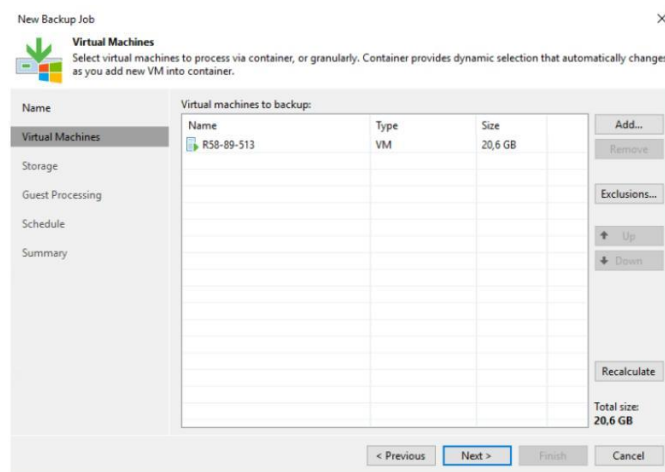 New Backup Job
Virtual Machines
Select virtual machines to process via container, or granularly. Container provides dynamic selection that automatically changes
as you add new VM into container.
Name
Virtual Machines
Storage
Guest Processing
Schedule
Summary
Virtual machines to backup:
Name Type Size
R58-89-513 VM 20,6 GB
Add...
Remove
Exclusions...
Up
Down
Recalculate
Total size:
20,6 GB
< Previous Next > Finish Cancel